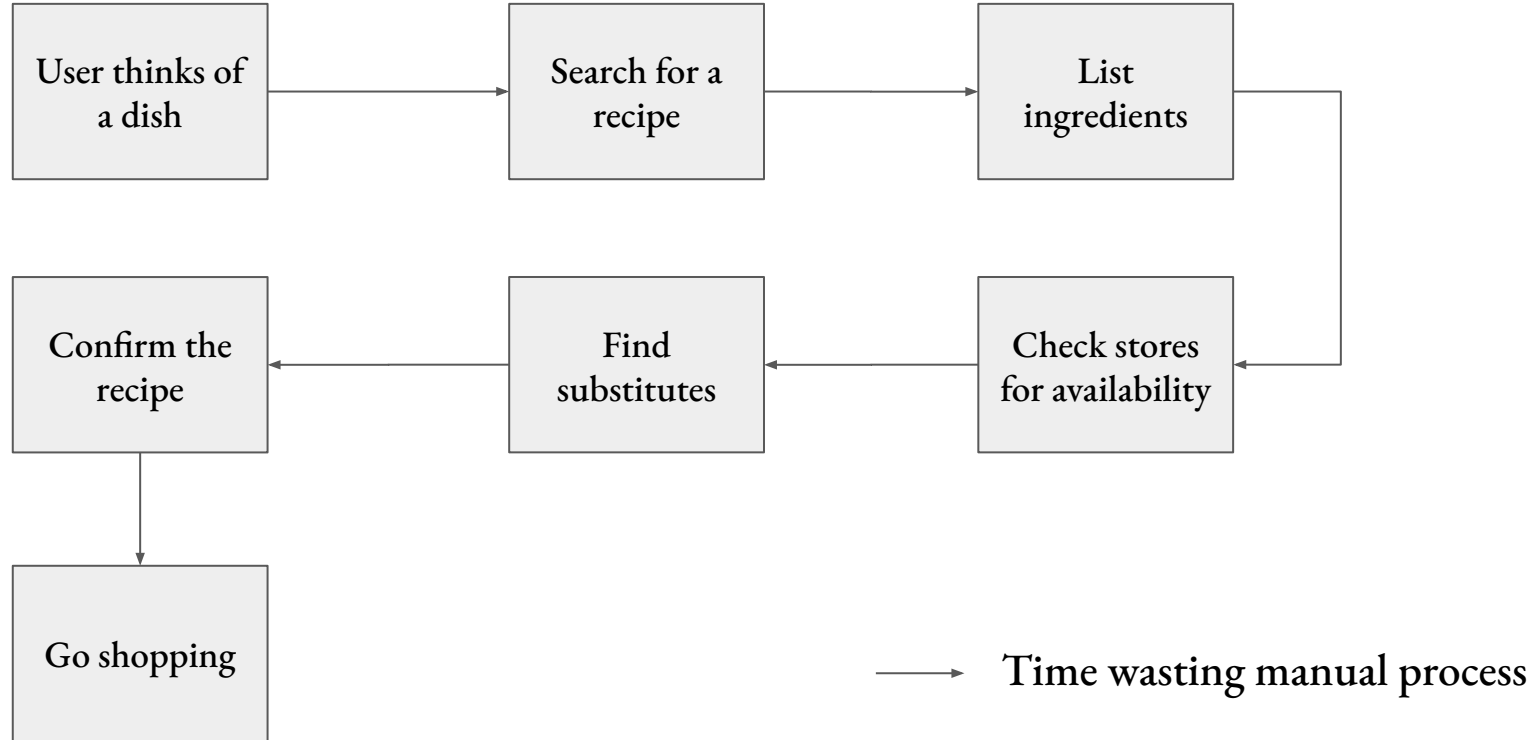 User thinks of
a dish
Search for a
recipe
List
ingredients
Check stores
for availability
Find
substitutes
Confirm the
recipe
Go shopping
Time wasting manual process